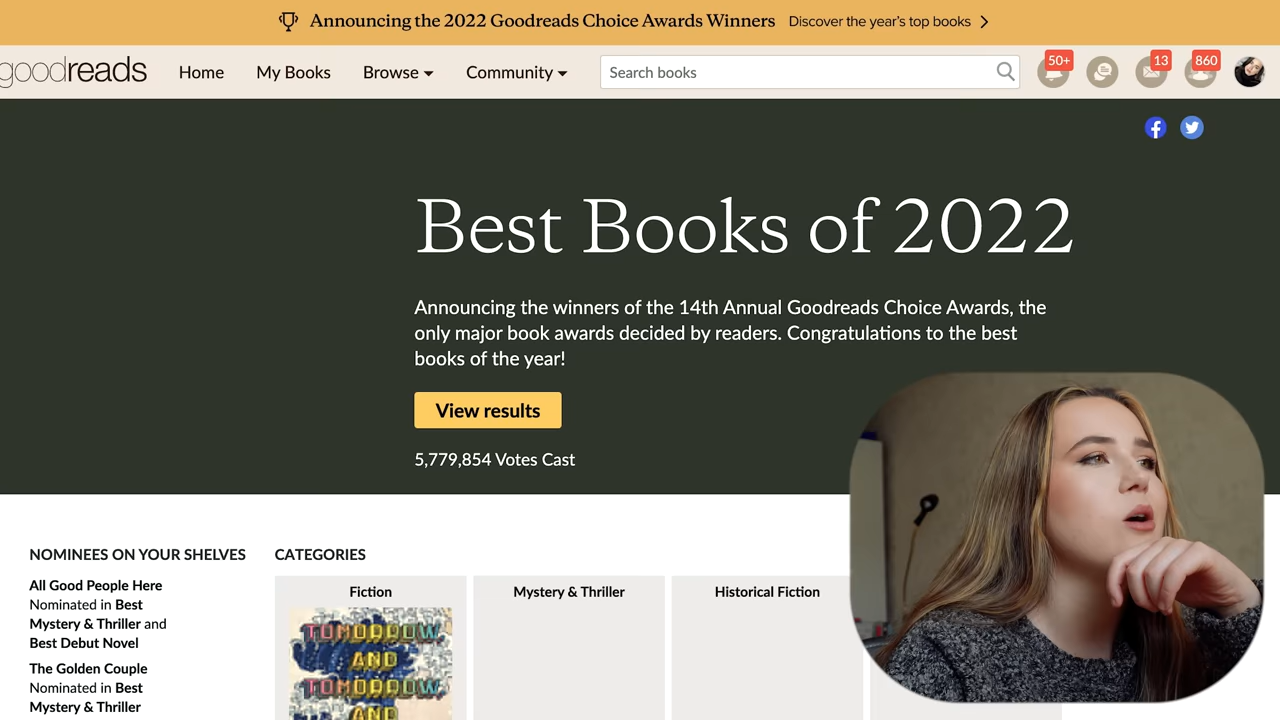 Announcing the 2022 Goodreads Choice Awards Winners Discover the year's top books
goodreads Home My Books Browse Community Search books 50+ 13 860
Best Books of 2022
Announcing the winners of the 14th Annual Goodreads Choice Awards, the
only major book awards decided by readers. Congratulations to the best
books of the year!
View results
5,779,854 Votes Cast
NOMINEES ON YOUR SHELVES
All Good People Here
Nominated in Best
Mystery & Thriller and
Best Debut Novel
The Golden Couple
Nominated in Best
Mystery & Thriller
CATEGORIES
Fiction
TOMORROW
AND
TOMORROW
AND
Mystery & Thriller
Historical Fiction